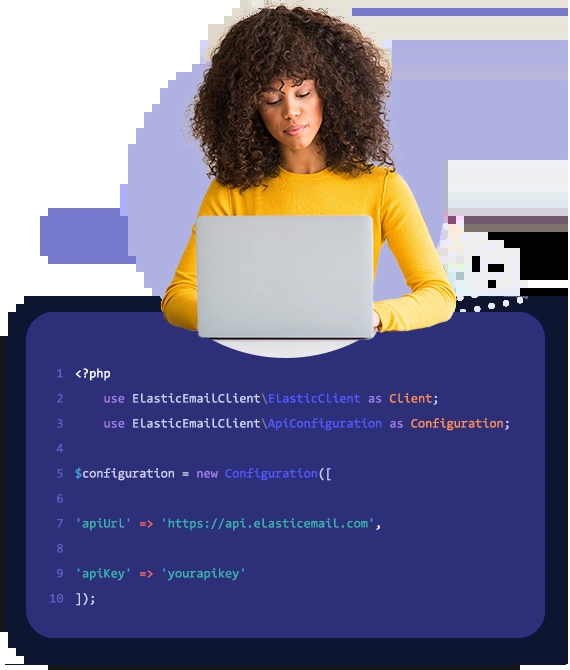 1 <?php
2 use ElasticEmailClient\ElasticClient as Client;
3 use ElasticEmailClient\ApiConfiguration as Configuration;
4
5 $configuration = new Configuration([
6
7 'apiUrl' => 'https://api.elasticemail.com',
8
9 'apiKey' => 'yourapikey'
10 ]);